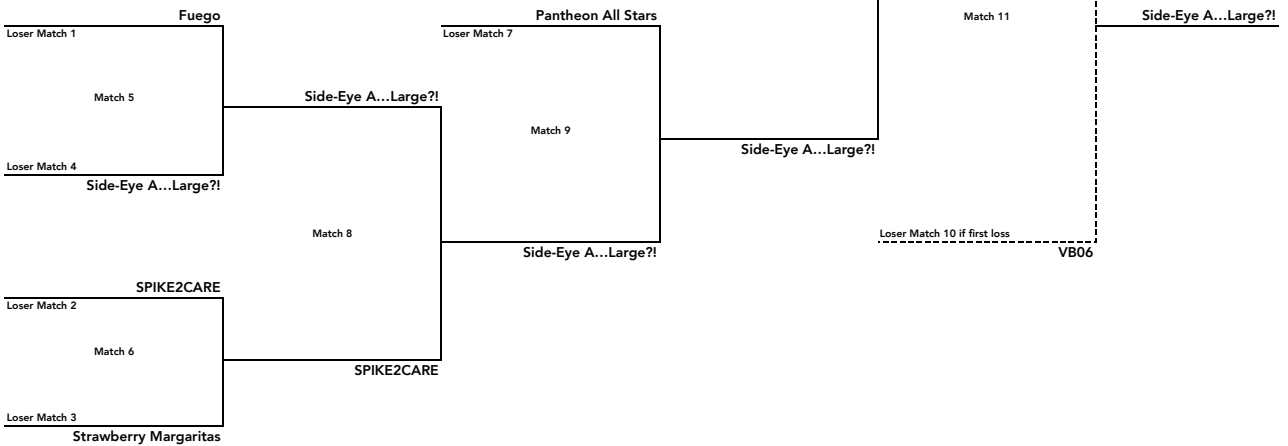 Fuego
Loser Match 1
Match 5
Loser Match 4
Side-Eye A...Large?!
SPIKE2CARE
Loser Match 2
Match 6
Loser Match 3
Strawberry Margaritas
Side-Eye A...Large?!
Match 8
SPIKE2CARE
Pantheon All Stars
Loser Match 7
Match 9
Side-Eye A...Large?!
Side-Eye A...Large?!
Match 11
Loser Match 10 if first loss
VB06
Side-Eye A...Large?!